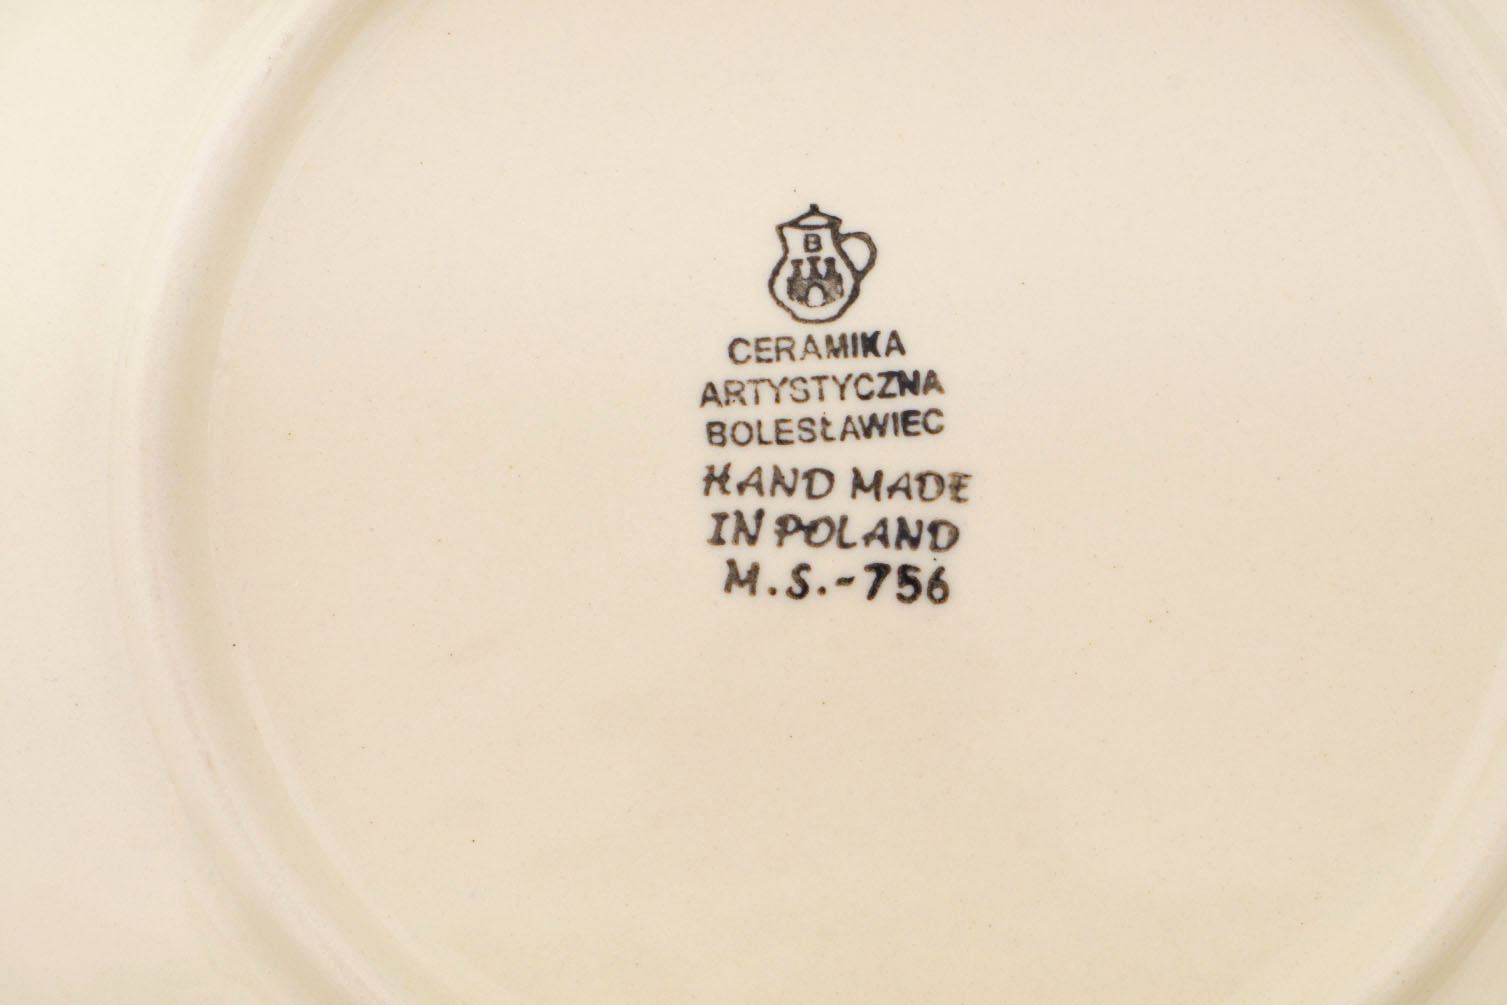 B
CERAMIKA
ARTYSTYCZNA
BOLESŁAWIEC
HAND MADE
IN POLAND
M.S.-756